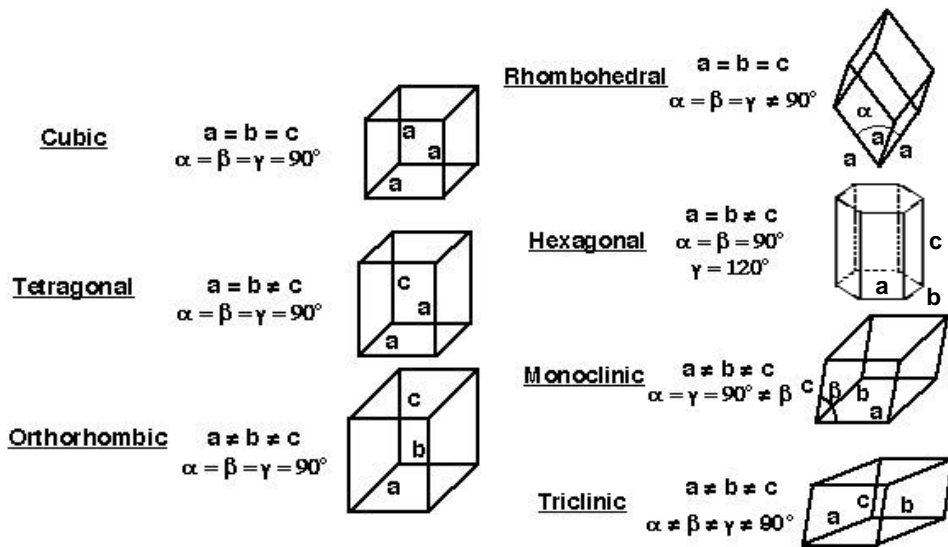 Cubic
a = b = c
α = β = γ = 90°
a
a
a
Tetragonal
a = b ≠ c
α = β = γ = 90°
c
a
a
Orthorhombic
a ≠ b ≠ c
α = β = γ = 90°
c
b
a
Rhombohedral
a = b = c
α = β = γ ≠ 90°
α
a
a
a
Hexagonal
a = b ≠ c
α = β = 90°
γ = 120°
c
a
b
Monoclinic
a ≠ b ≠ c
α = γ = 90° ≠ β
c β b
a
Triclinic
a ≠ b ≠ c
α ≠ β ≠ γ ≠ 90°
c b
a